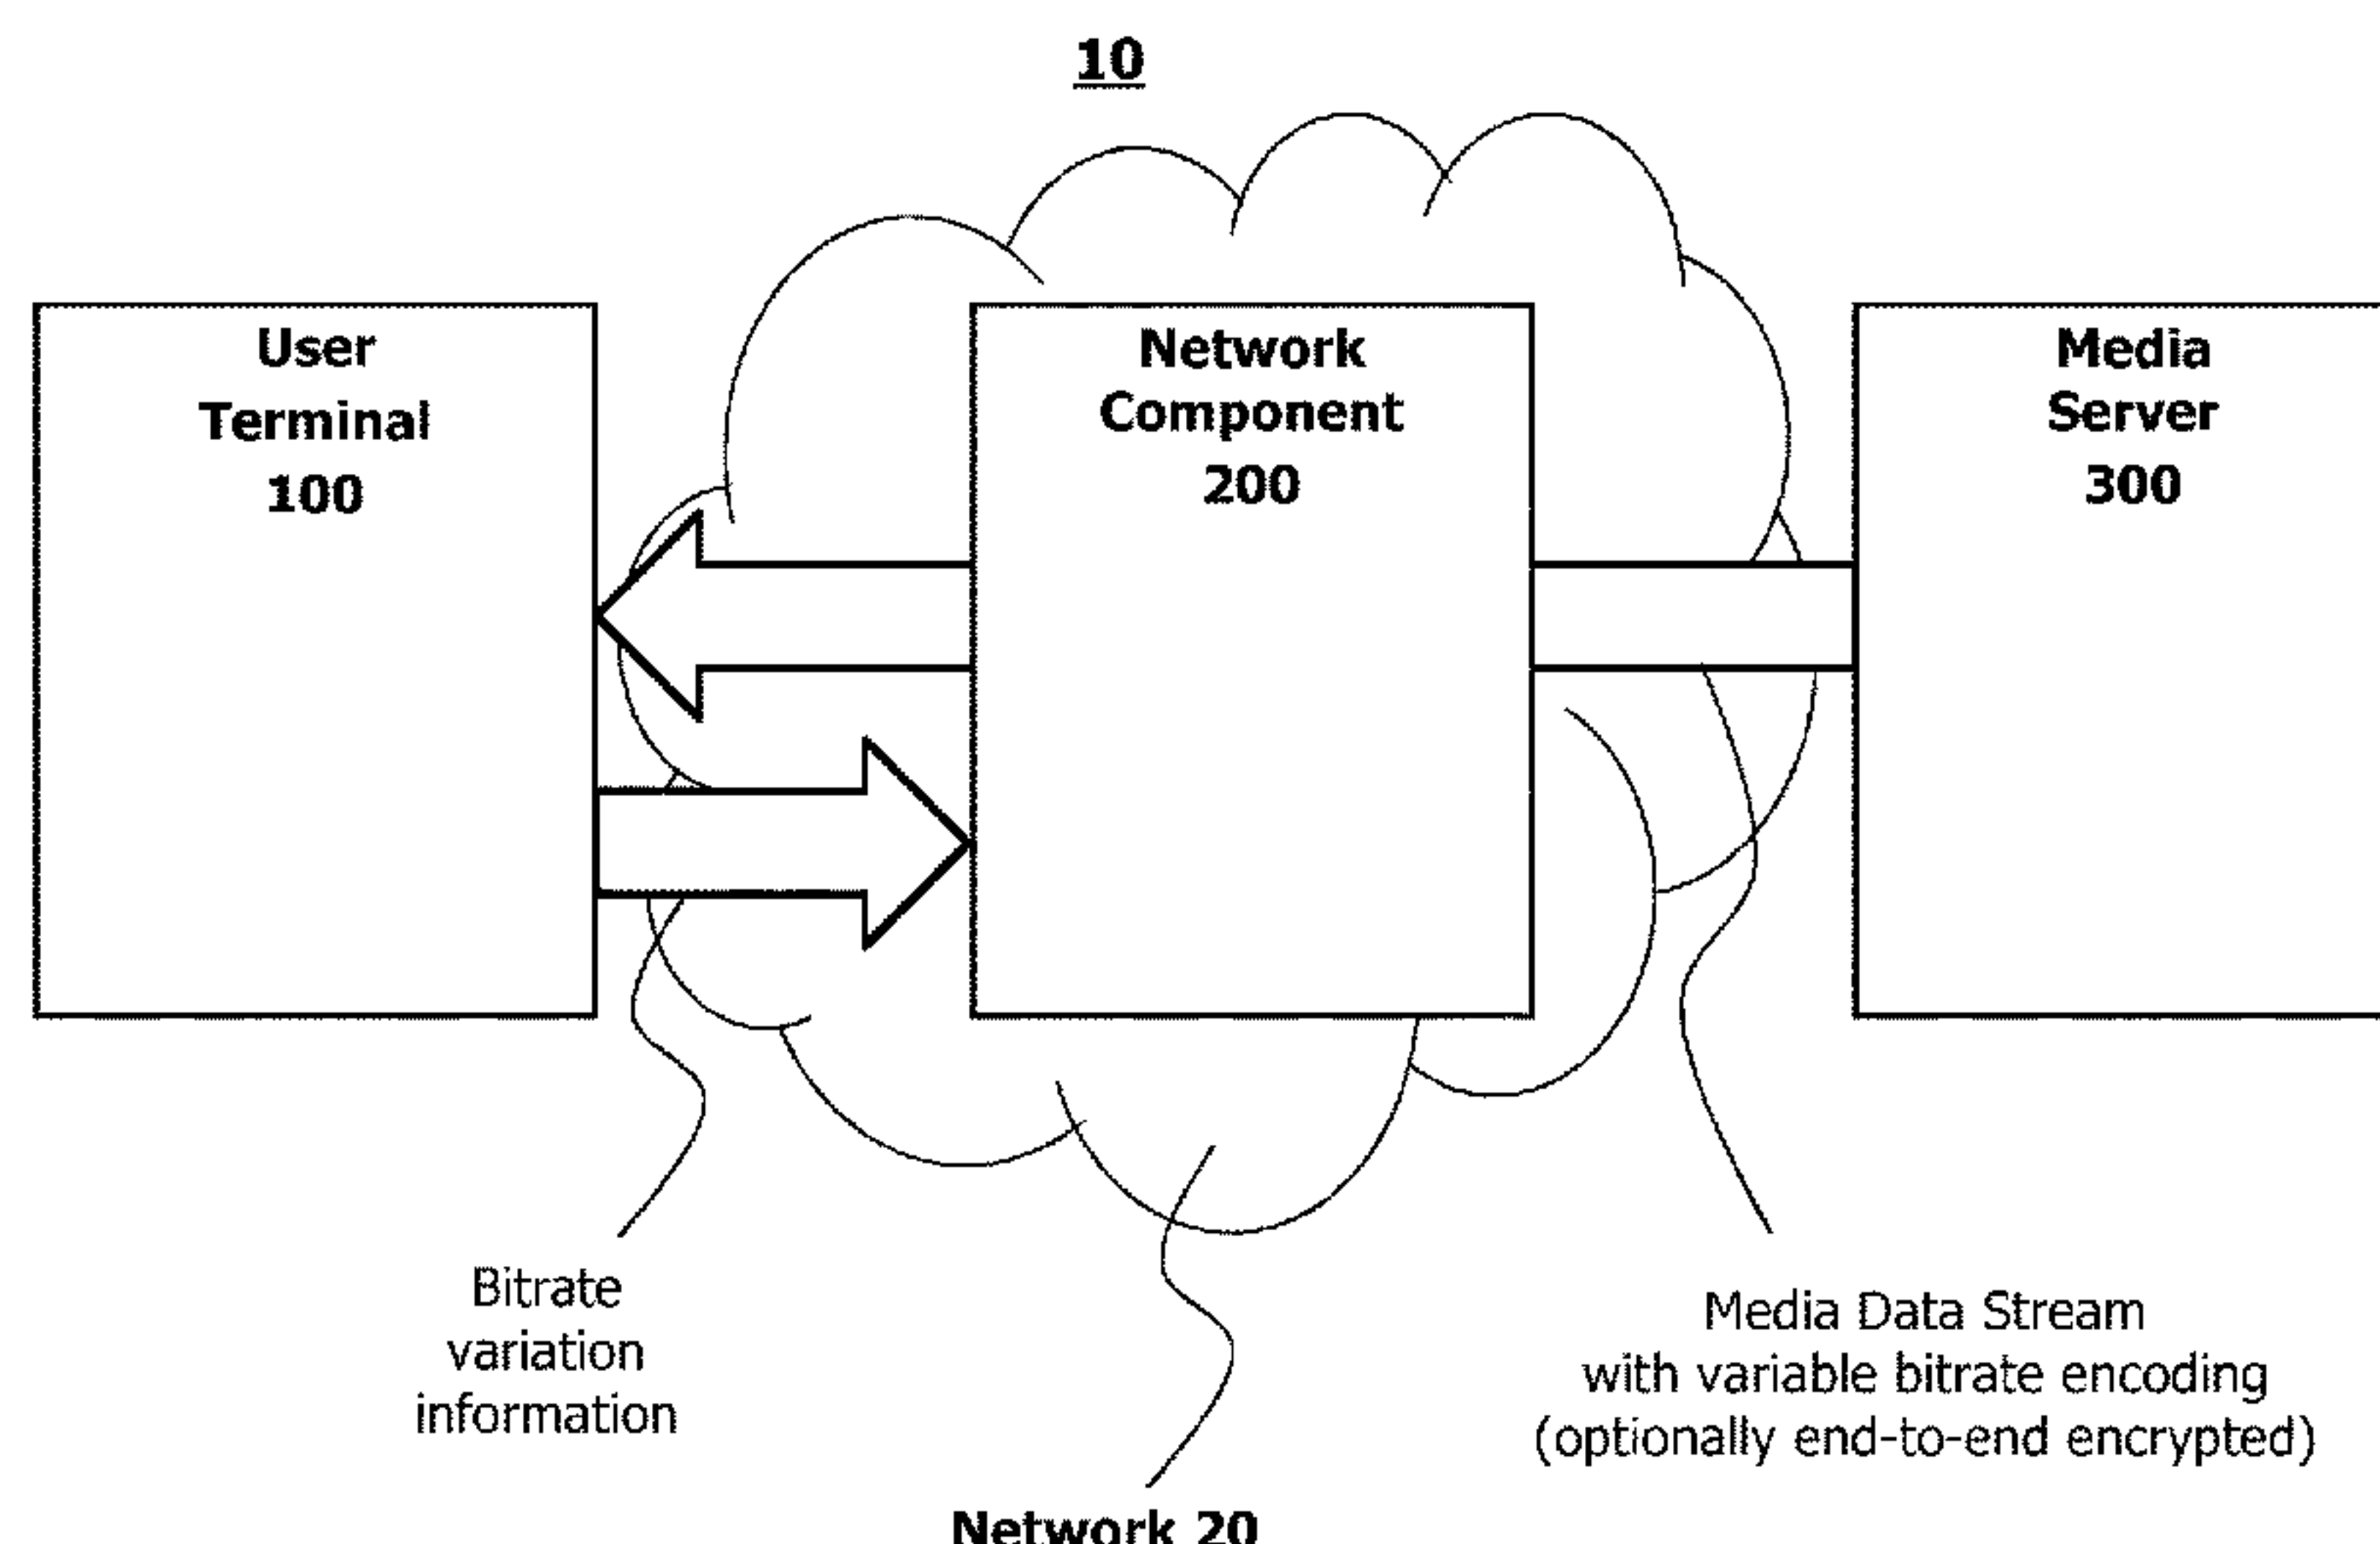 10
User
Terminal
100
Network
Component
200
Media
Server
300
Bitrate
variation
information
Media Data Stream
with variable bitrate encoding
(optionally end-to-end encrypted)
Network 20